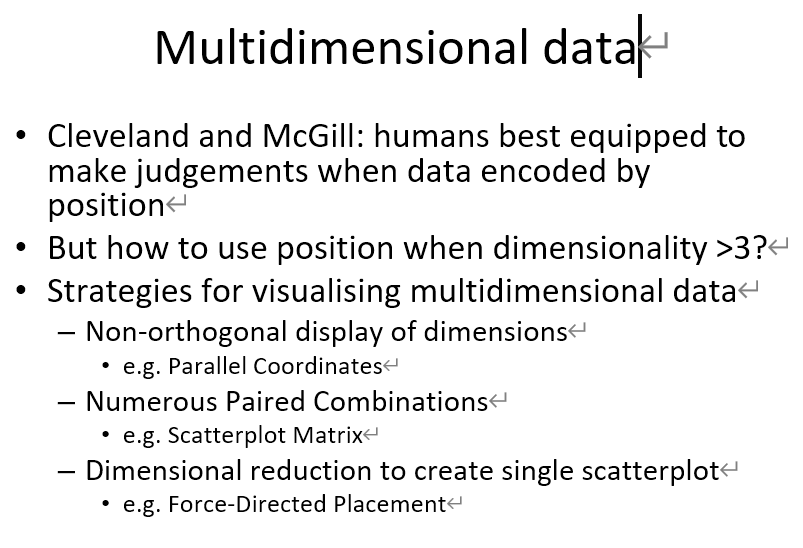 Multidimensional data
• Cleveland and McGill: humans best equipped to
make judgements when data encoded by
position
• But how to use position when dimensionality >3?
• Strategies for visualising multidimensional data
– Non-orthogonal display of dimensions
• e.g. Parallel Coordinates
– Numerous Paired Combinations
• e.g. Scatterplot Matrix
– Dimensional reduction to create single scatterplot
• e.g. Force-Directed Placement